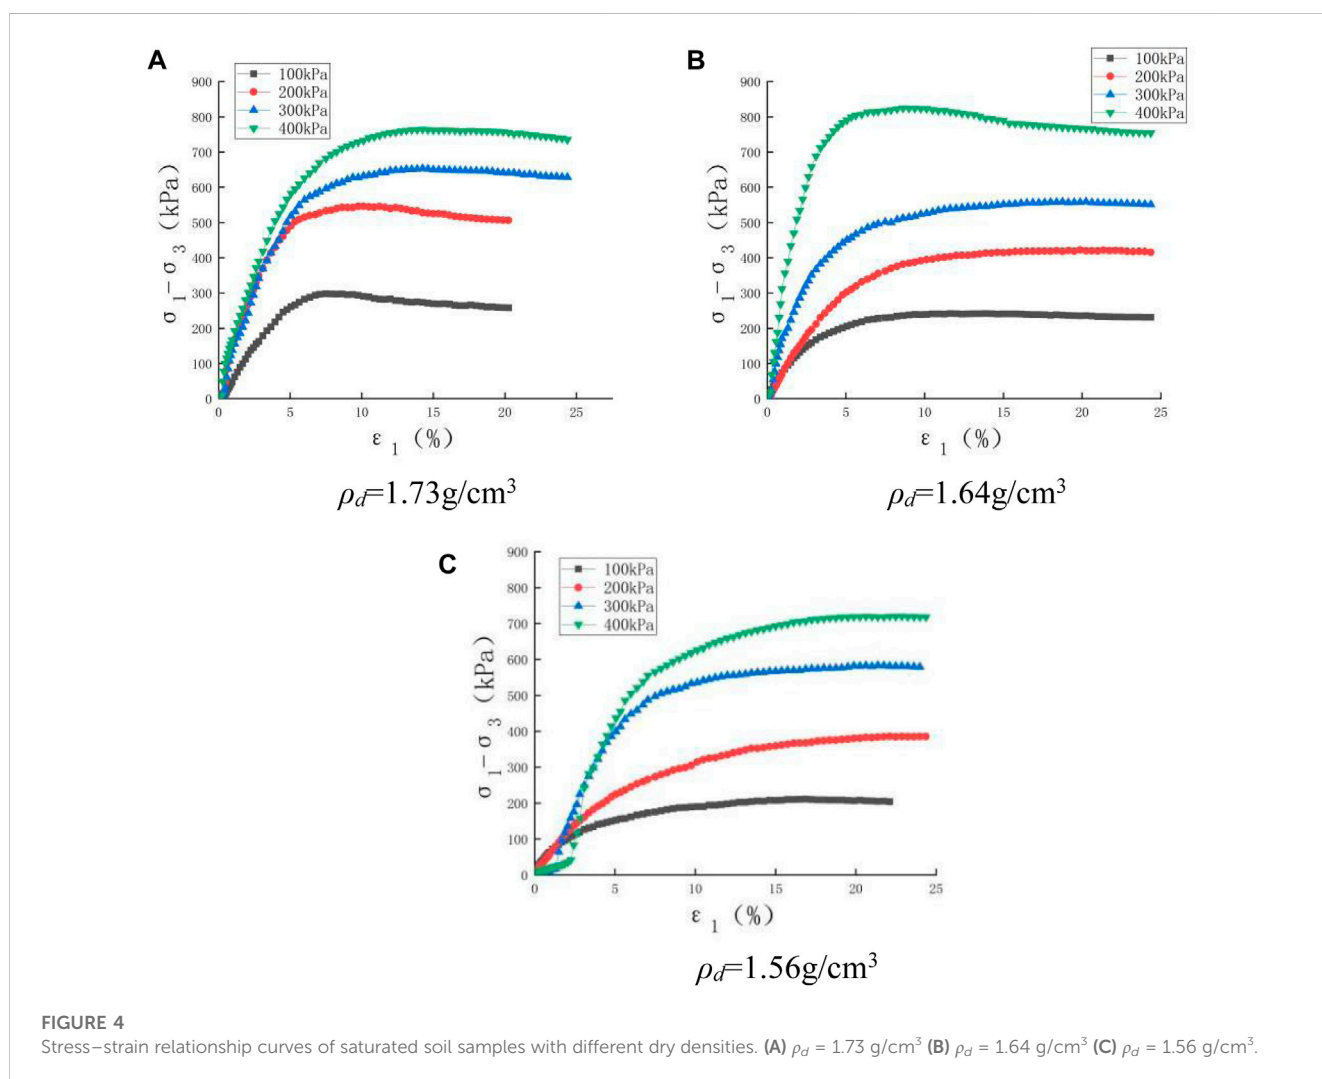 A
100kPa
200kPa
300kPa
400kPa
900
800
700
600
500
400
300
200
100
0
σ 1-σ 3 (kPa)
0 5 10 15 20 25
ε 1 (%)
ρd=1.73g/cm³
B
100kPa
200kPa
300kPa
400kPa
900
800
700
600
500
400
300
200
100
0
σ 1-σ 3 (kPa)
0 5 10 15 20 25
ε 1 (%)
ρd=1.64g/cm³
C
100kPa
200kPa
300kPa
400kPa
900
800
700
600
500
400
300
200
100
0
σ 1-σ 3 (kPa)
0 5 10 15 20 25
ε 1 (%)
ρd=1.56g/cm³
FIGURE 4
Stress–strain relationship curves of saturated soil samples with different dry densities. (A) ρd = 1.73 g/cm³ (B) ρd = 1.64 g/cm³ (C) ρd = 1.56 g/cm³.